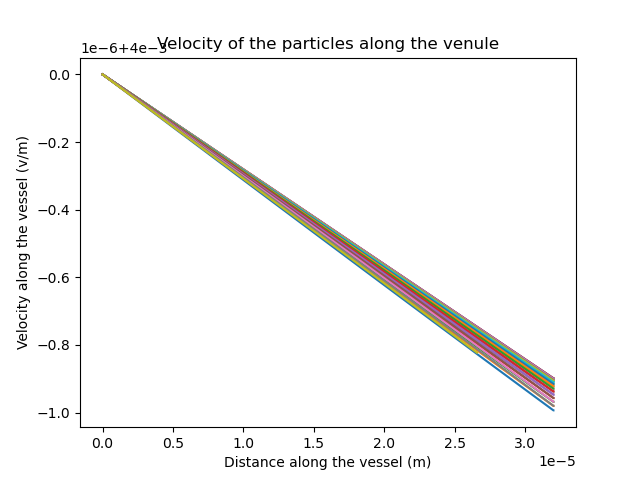 1e−6+4e−3
Velocity of the particles along the venule
0.0
−0.2
−0.4
−0.6
−0.8
−1.0
Velocity along the vessel (v/m)
0.0 0.5 1.0 1.5 2.0 2.5 3.0
1e−5
Distance along the vessel (m)